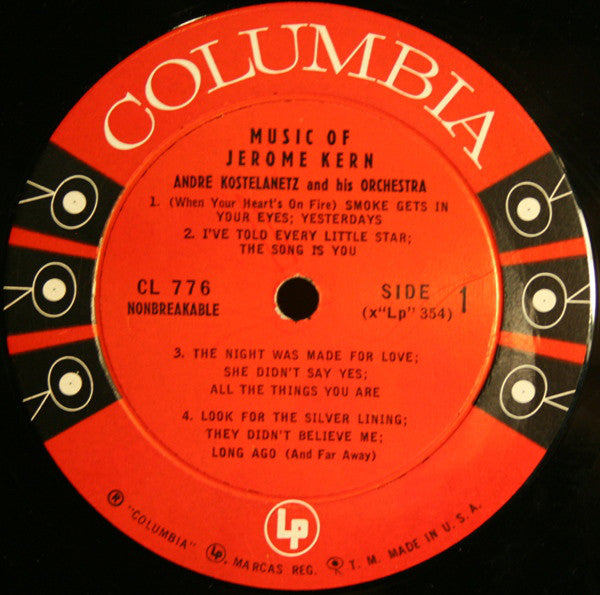 COLUMBIA
MUSIC OF
JEROME KERN
ANDRE KOSTELANETZ and his ORCHESTRA
1. (When Your Heart's On Fire) SMOKE GETS IN
YOUR EYES; YESTERDAYS
2. I'VE TOLD EVERY LITTLE STAR;
THE SONG IS YOU
CL 776
NONBREAKABLE
SIDE 1
(x"Lp" 354)
3. THE NIGHT WAS MADE FOR LOVE;
SHE DIDN'T SAY YES;
ALL THE THINGS YOU ARE
4. LOOK FOR THE SILVER LINING;
THEY DIDN'T BELIEVE ME;
LONG AGO (And Far Away)
LP
® "COLUMBIA" LP, MARCAS REG. T. M. MADE IN U. S. A.